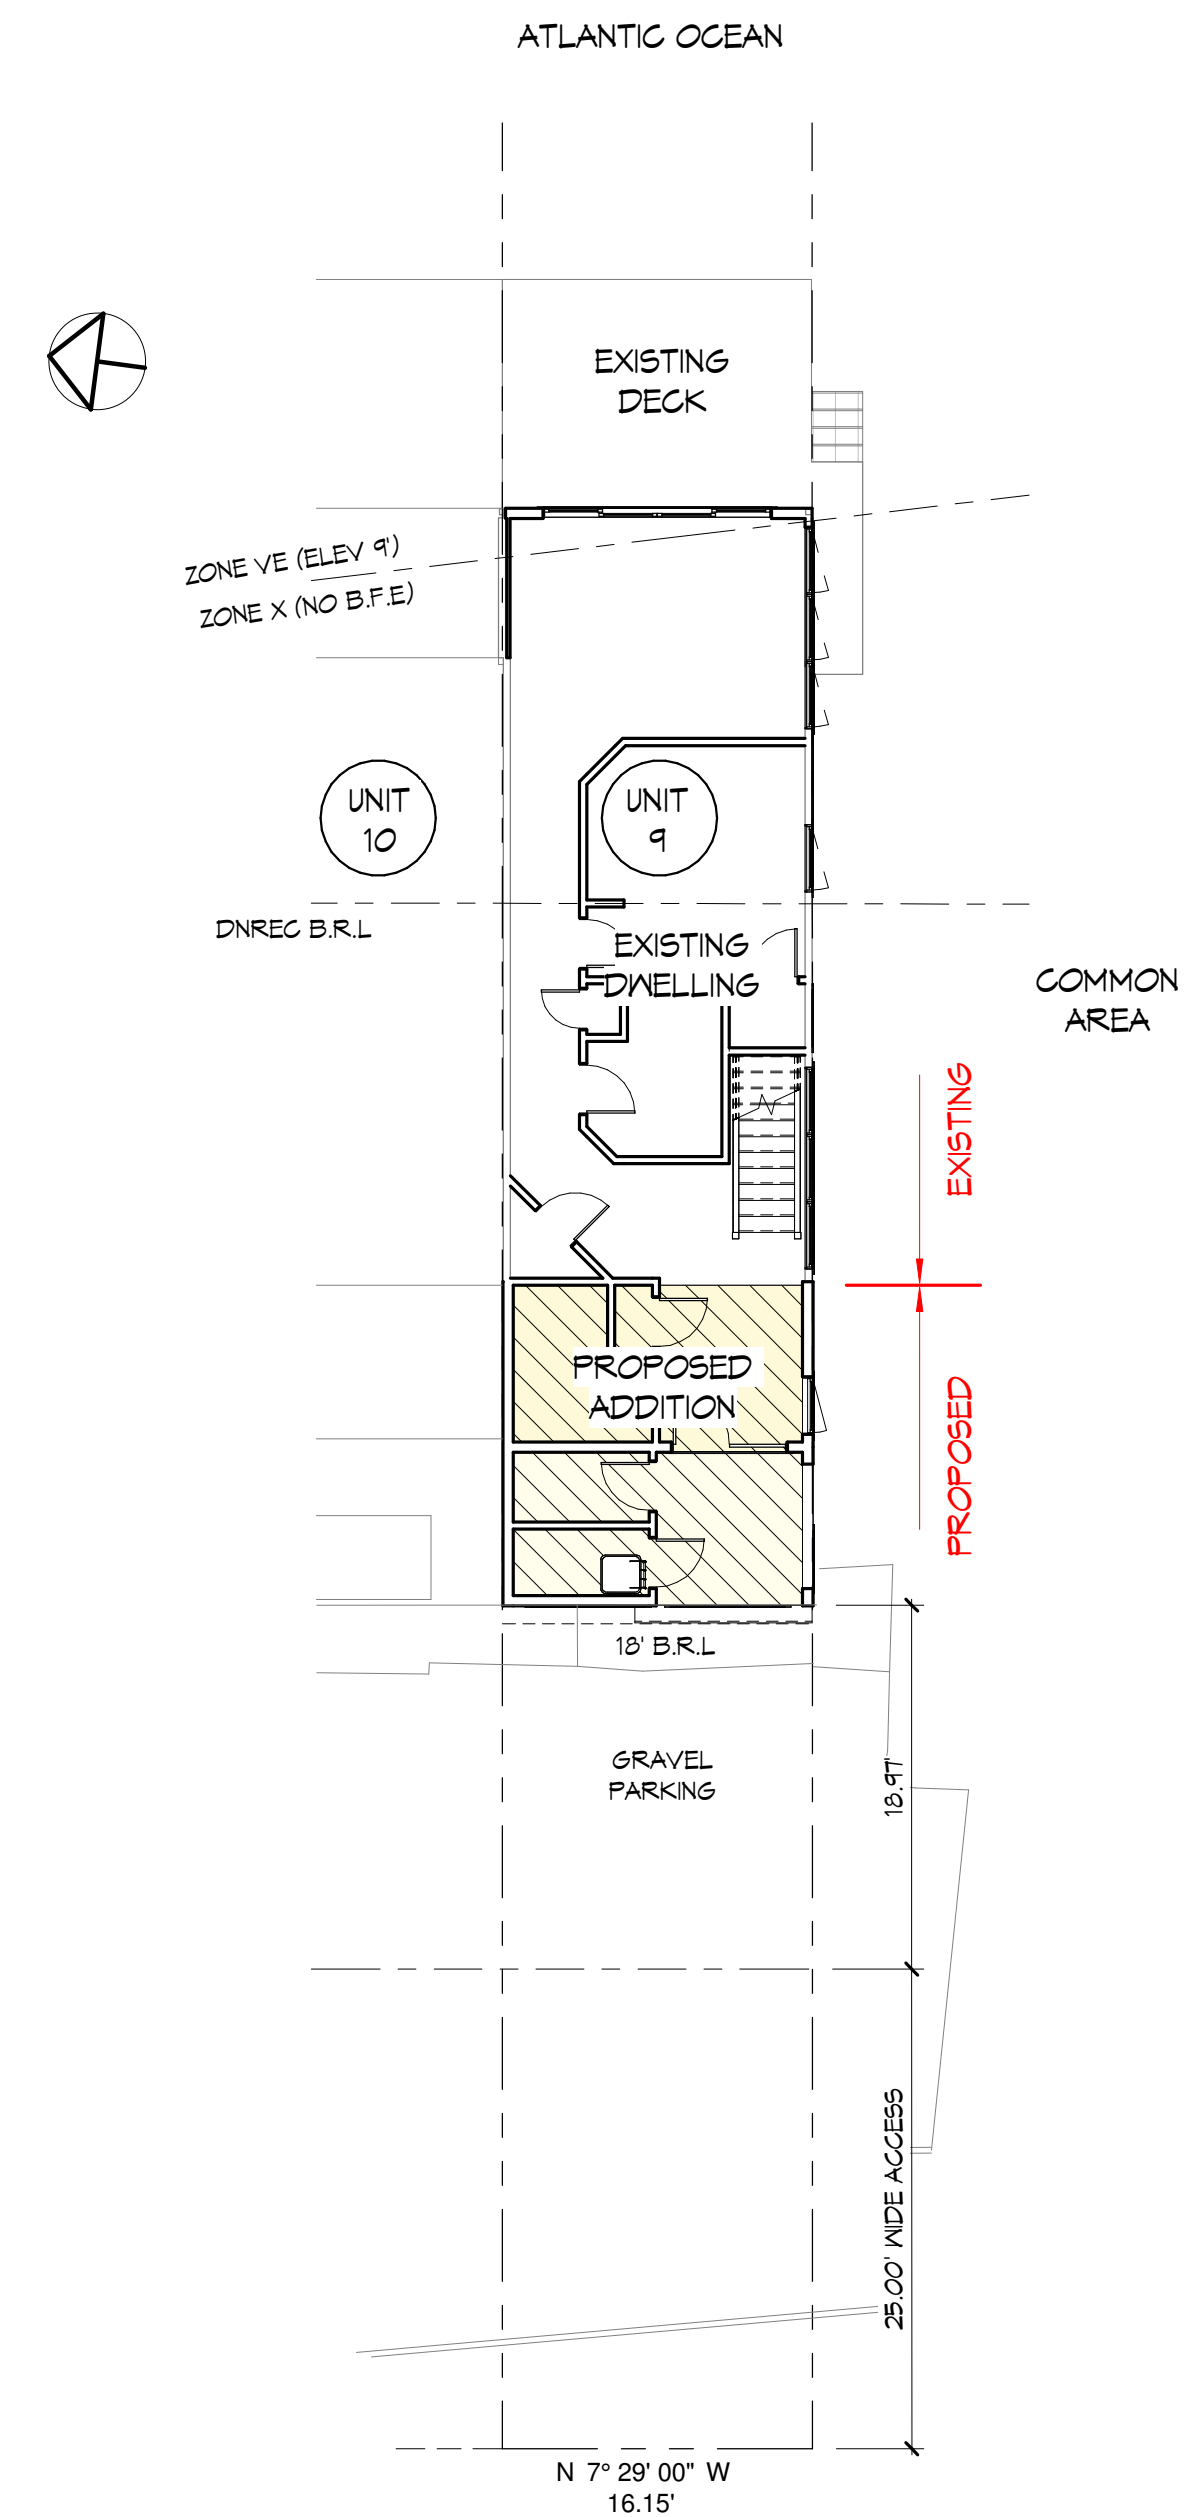 ATLANTIC OCEAN
EXISTING
DECK
ZONE VE (ELEV 9')
ZONE X (NO B.F.E)
UNIT
10
UNIT
9
DNREC B.R.L
EXISTING
DWELLING
COMMON
AREA
EXISTING
PROPOSED
ADDITION
PROPOSED
18' B.R.L
GRAVEL
PARKING
18.97'
25.00' WIDE ACCESS
N 7° 29' 00" W
16.15'